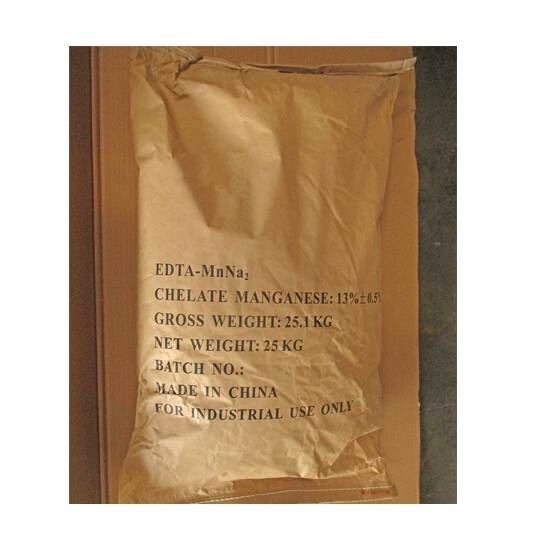 EDTA-MnNa₂
CHELATE MANGANESE: 13%±0.5%
GROSS WEIGHT: 25.1 KG
NET WEIGHT: 25 KG
BATCH NO.:
MADE IN CHINA
FOR INDUSTRIAL USE ONLY